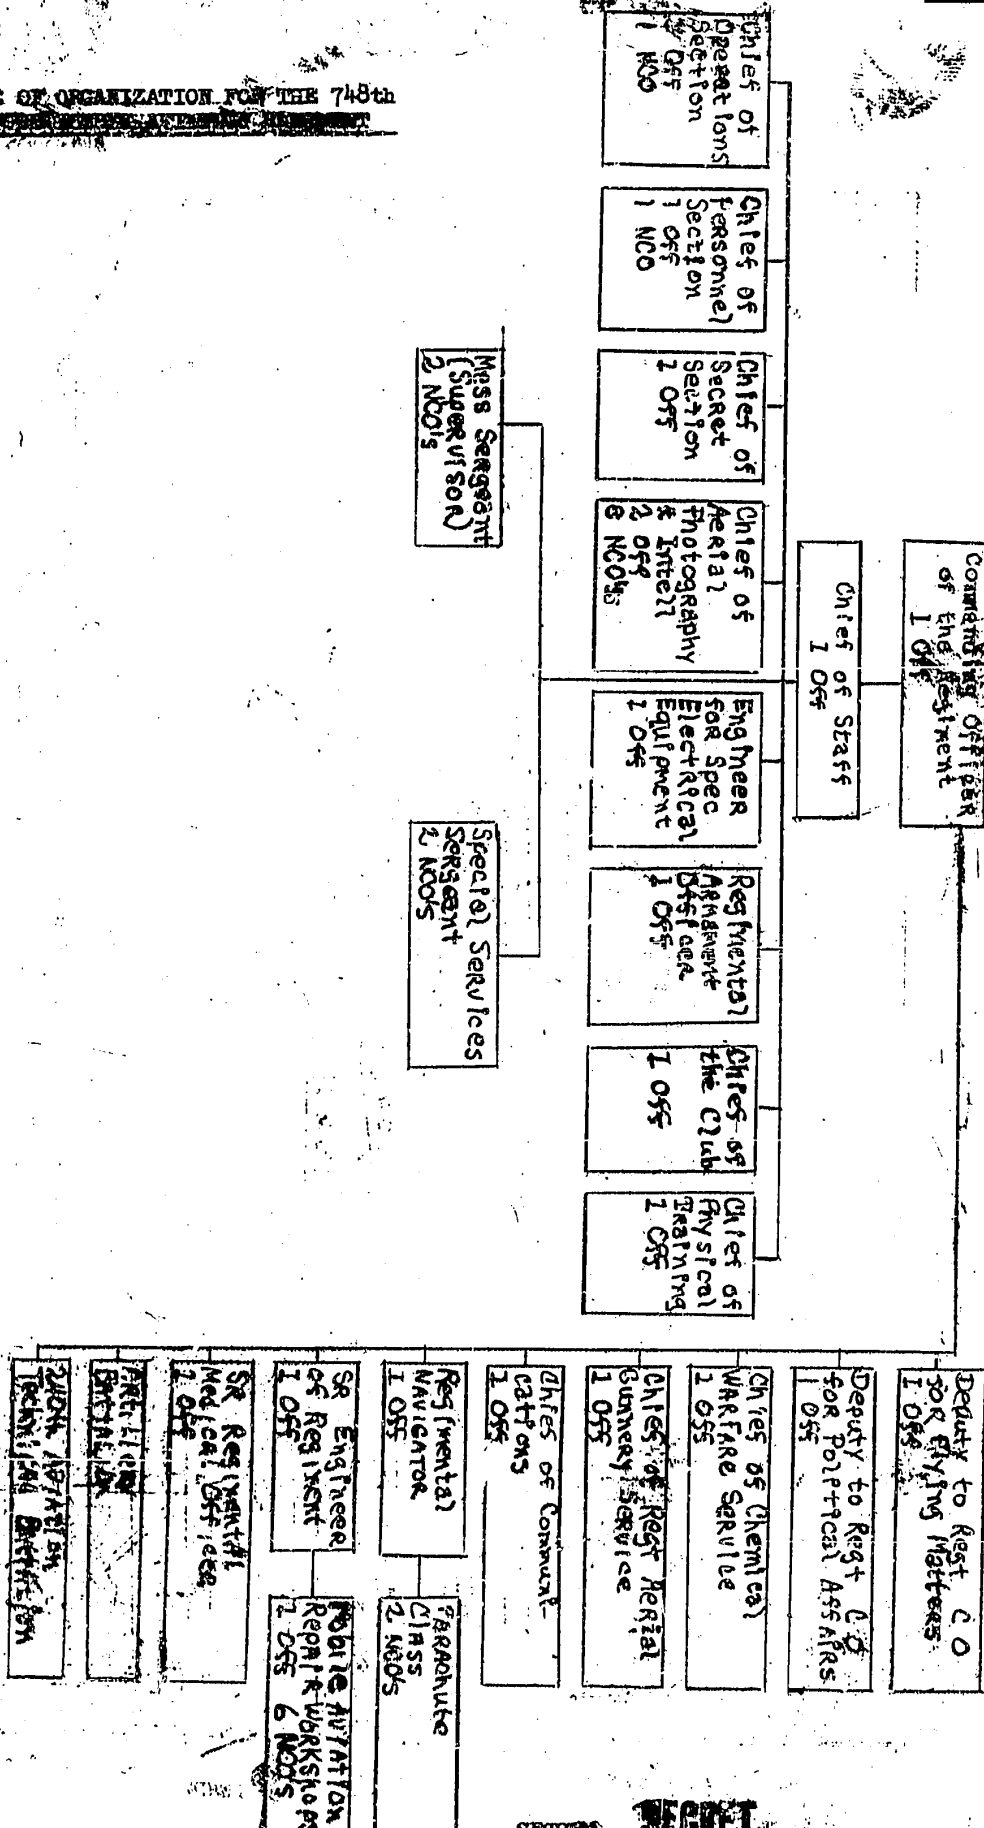 OF ORGANIZATION FOR THE 748th
Commanding Officer
of the Regiment
1 Off
Chief of Staff
1 Off
Chief of
Operations
Section
1 Off
1 NCO
Chief of
Personnel
Section
1 Off
1 NCO
Chief of
Secret
Section
1 Off
Chief of
Aerial
Photography
& Intell
2 Off
8 NCO's
Engineer
for Spec
Electrical
Equipment
1 Off
Regimental
Armament
Officer
1 Off
Chief of
the Club
1 Off
Chief of
Physical
Training
1 Off
Mess Sergeant
(Supervisor)
2 NCO's
Special Services
Sergeant
2 NCO's
Deputy to Regt C O
for Flying Matters
1 Off
Deputy to Regt C O
for Political Affairs
1 Off
Chief of Chemical
Warfare Service
1 Off
Chief of Regt Aerial
Gunnery Service
1 Off
Chief of Communi-
cations
1 Off
Regimental
Navigator
1 Off
Parachute
Class
2 NCO's
Sr Engineer
of Regiment
1 Off
Mobile Aviation
Repair Workshops
1 Off 6 NCO's
Sr Regimental
Medical Officer
1 Off
Artillery
Battalion
Aviation
Technical Battalion